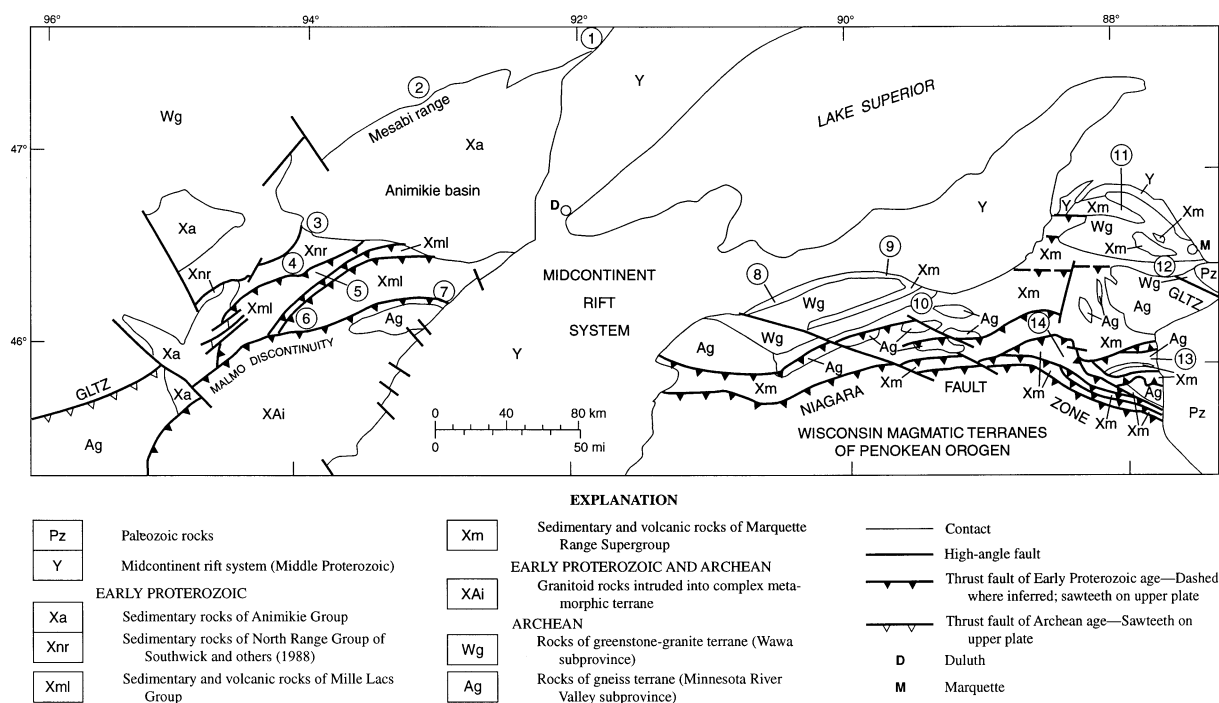 96° 94° 92° 90° 88°
1
Y
2
Mesabi range
LAKE SUPERIOR
Wg
47°
Xa
11
Animikie basin
Y
D
Y
Y
Xm
Xm
Wg
Xa
3
Xnr
Xml
Xm
M
4
9
Xm
Xnr
5
Xml
MIDCONTINENT
RIFT
SYSTEM
8
Xm
12
Pz
Wg
GLTZ
7
Wg
10
Xm
Xml
6
Ag
Ag
Ag
14
46°
Xa
MALMO DISCONTINUITY
Wg
Ag
Ag
Xm
Ag
13
Y
Ag
Xm
GLTZ
Xa
Xm
Xm
Xm
Ag
XAi
0 40 80 km
0 50 mi
NIAGARA FAULT ZONE
Xm
Xm
Pz
Ag
WISCONSIN MAGMATIC TERRANES
OF PENOKEAN OROGEN
EXPLANATION
Pz Paleozoic rocks
Y Midcontinent rift system (Middle Proterozoic)
EARLY PROTEROZOIC
Xa Sedimentary rocks of Animikie Group
Xnr Sedimentary rocks of North Range Group of
Southwick and others (1988)
Xml Sedimentary and volcanic rocks of Mille Lacs
Group
Xm Sedimentary and volcanic rocks of Marquette
Range Supergroup
EARLY PROTEROZOIC AND ARCHEAN
XAi Granitoid rocks intruded into complex meta-
morphic terrane
ARCHEAN
Wg Rocks of greenstone-granite terrane (Wawa
subprovince)
Ag Rocks of gneiss terrane (Minnesota River
Valley subprovince)
Contact
High-angle fault
Thrust fault of Early Proterozoic age—Dashed
where inferred; sawteeth on upper plate
Thrust fault of Archean age—Sawteeth on
upper plate
D Duluth
M Marquette